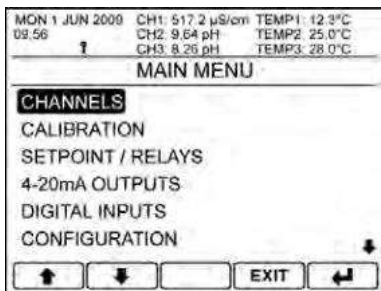 MON 1 JUN 2009 CH1: 517.2 µS/cm TEMP1: 12.3°C
09:56 CH2: 9.64 pH TEMP2: 25.0°C
CH3: 8.26 pH TEMP3: 28.0°C
MAIN MENU
CHANNELS
CALIBRATION
SETPOINT / RELAYS
4-20mA OUTPUTS
DIGITAL INPUTS
CONFIGURATION
EXIT